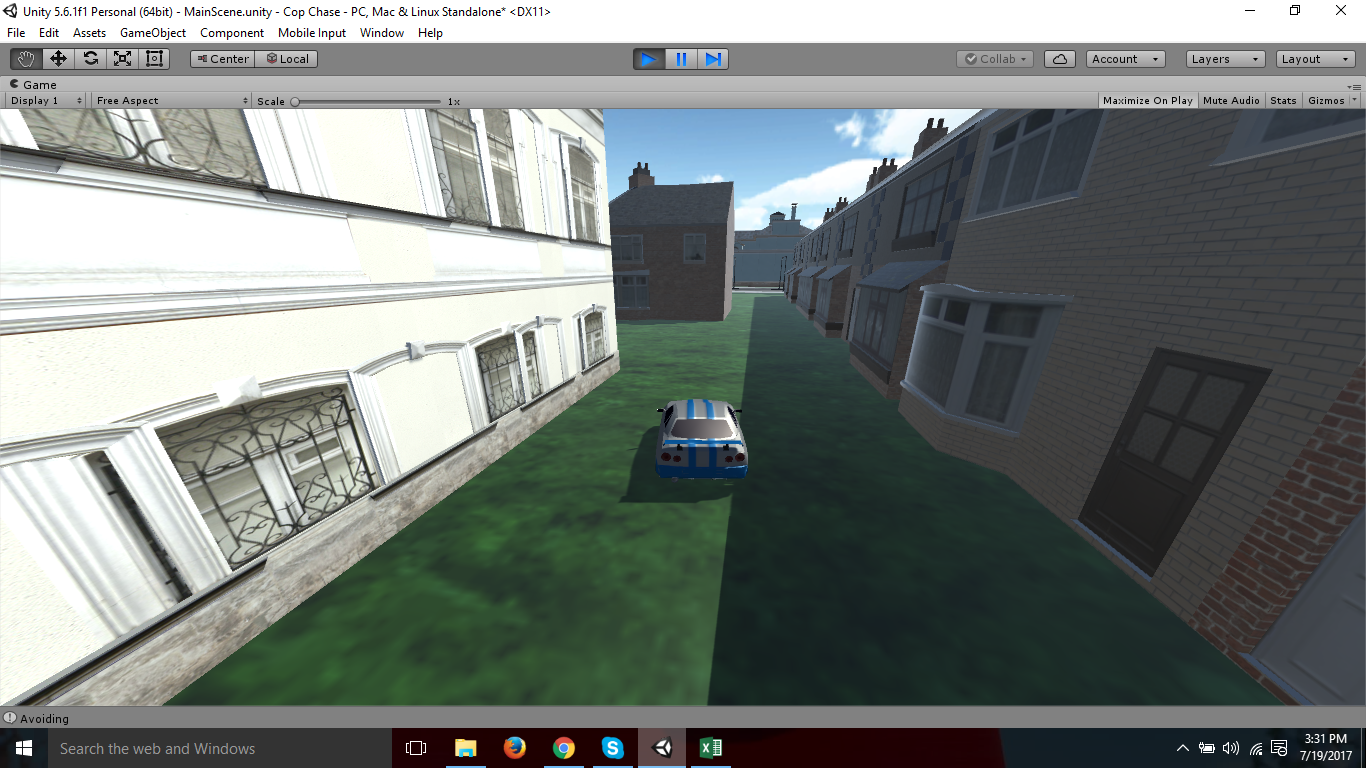 Unity 5.6.1f1 Personal (64bit) - MainScene.unity - Cop Chase - PC, Mac & Linux Standalone* <DX11>
File Edit Assets GameObject Component Mobile Input Window Help
Center Local Collab Account Layers Layout
Game
Display 1 Free Aspect Scale 1x Maximize On Play Mute Audio Stats Gizmos
Avoiding
Search the web and Windows
3:31 PM
7/19/2017